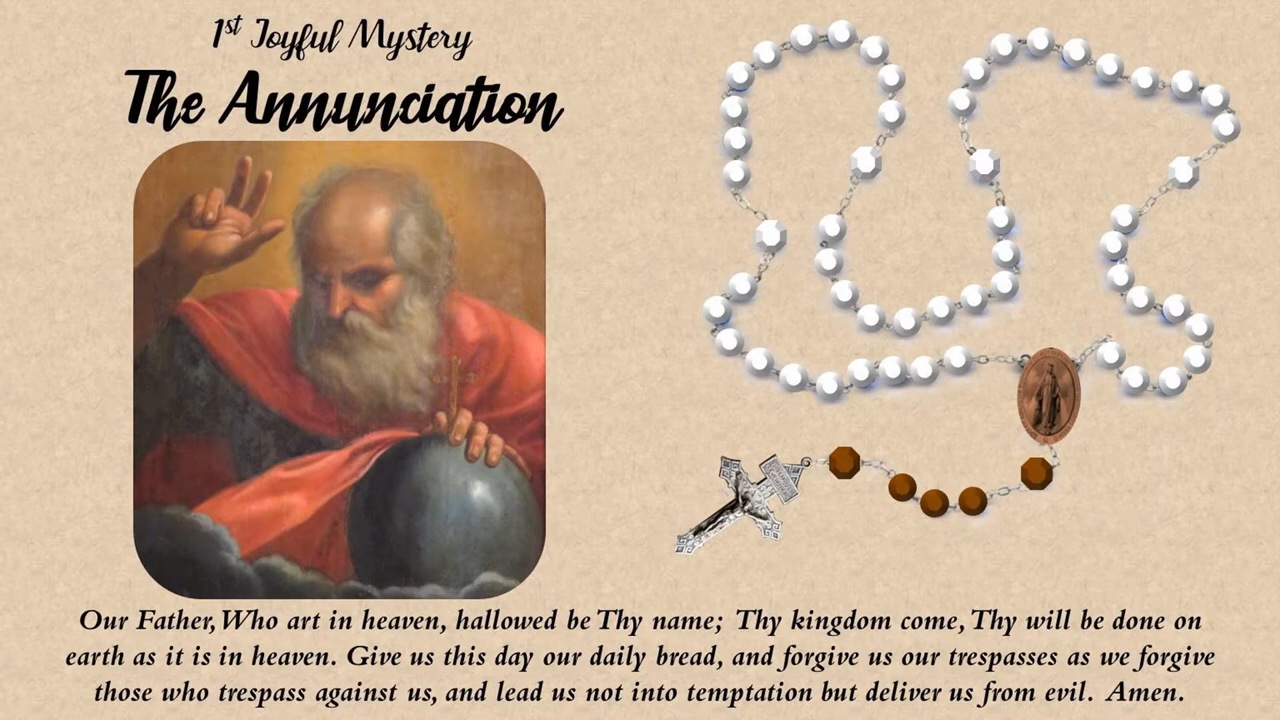 1st Joyful Mystery
The Annunciation
Our Father, Who art in heaven, hallowed be Thy name; Thy kingdom come, Thy will be done on
earth as it is in heaven. Give us this day our daily bread, and forgive us our trespasses as we forgive
those who trespass against us, and lead us not into temptation but deliver us from evil. Amen.